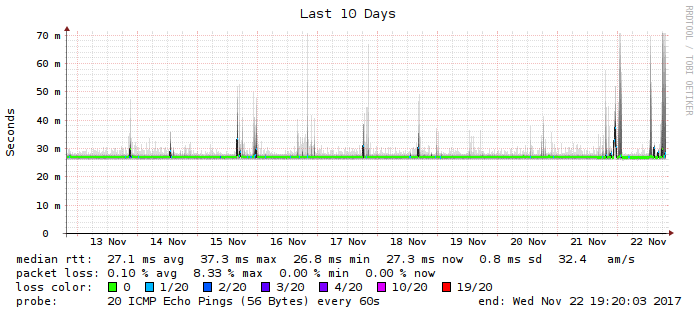 Last 10 Days
RRDTOOL / TOBI OETIKER
Seconds
70 m
60 m
50 m
40 m
30 m
20 m
10 m
0
13 Nov 14 Nov 15 Nov 16 Nov 17 Nov 18 Nov 19 Nov 20 Nov 21 Nov 22 Nov
median rtt: 27.1 ms avg 37.3 ms max 26.8 ms min 27.3 ms now 0.8 ms sd 32.4 am/s
packet loss: 0.10 % avg 8.33 % max 0.00 % min 0.00 % now
loss color: 0 1/20 2/20 3/20 4/20 10/20 19/20
probe: 20 ICMP Echo Pings (56 Bytes) every 60s end: Wed Nov 22 19:20:03 2017